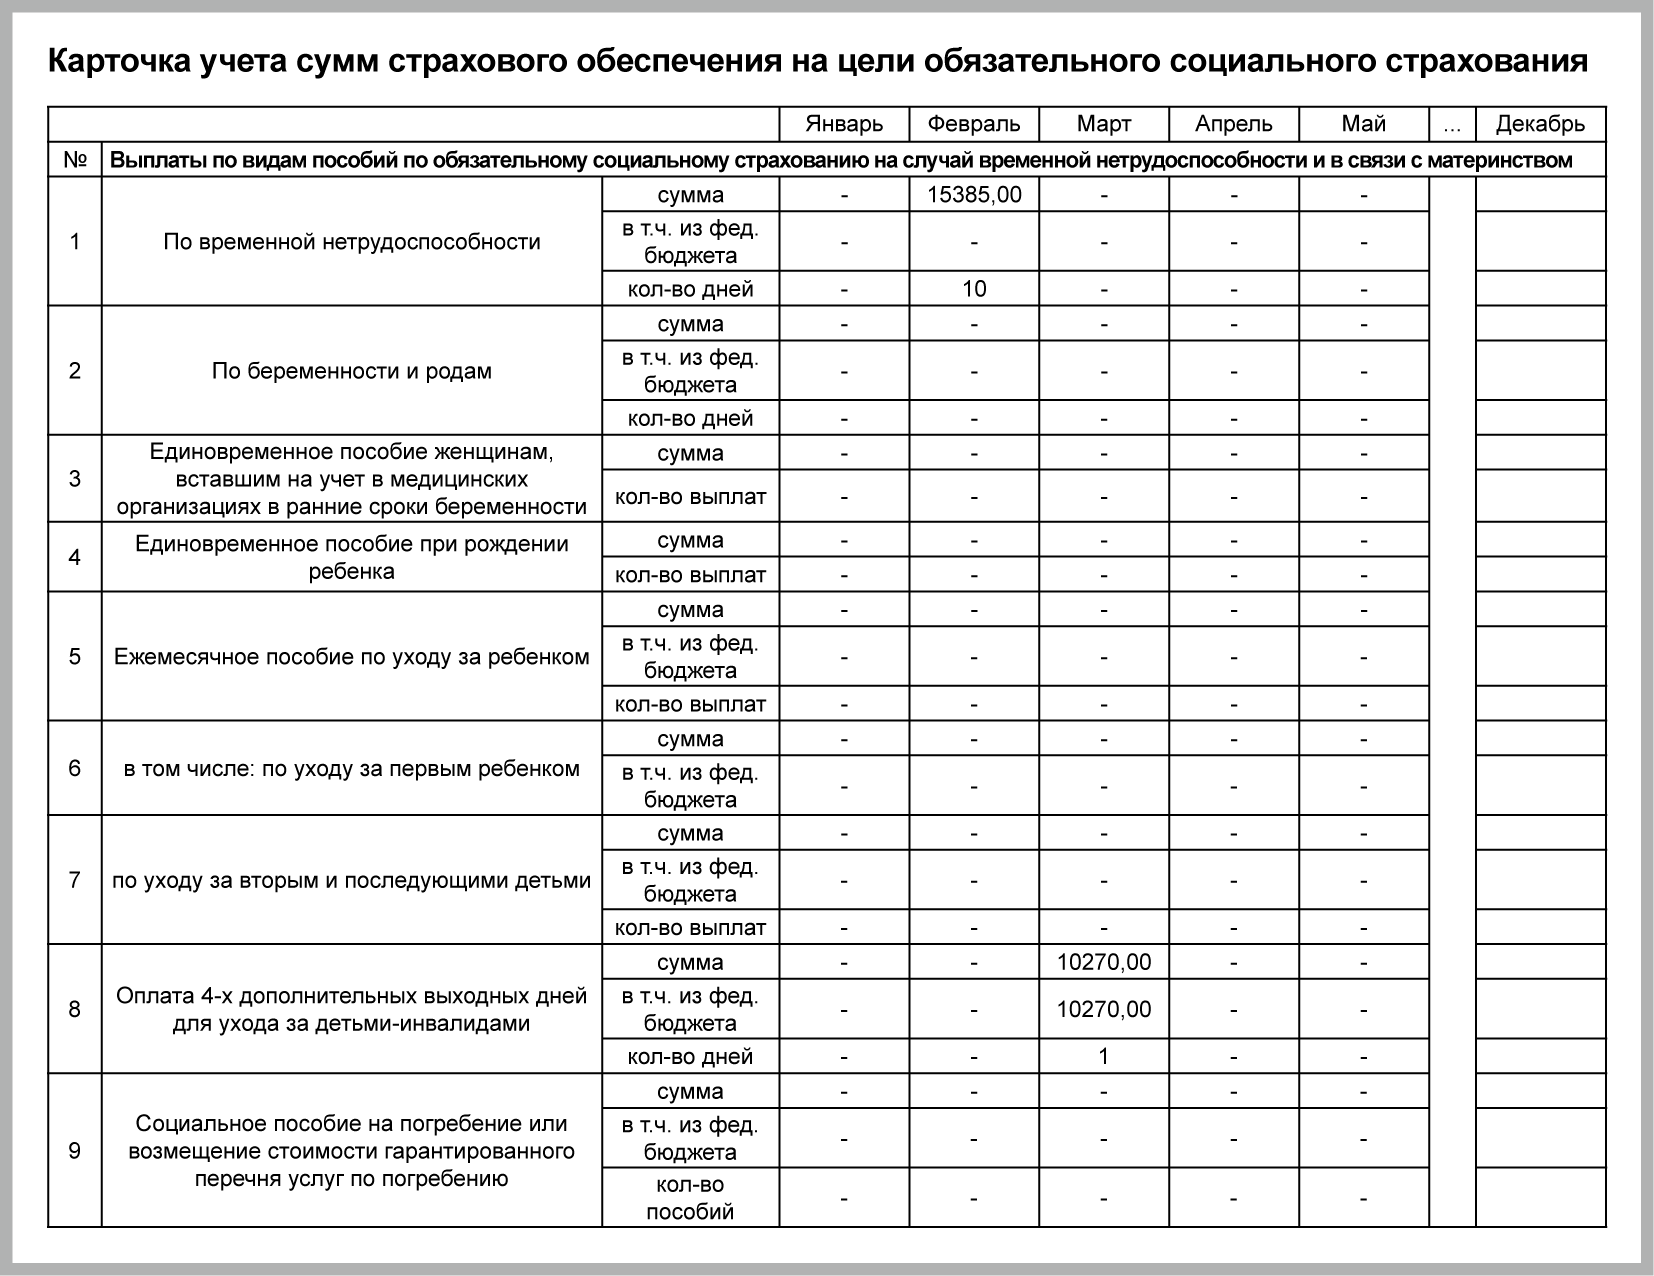 Карточка учета сумм страхового обеспечения на цели обязательного социального страхования
Январь Февраль Март Апрель Май ... Декабрь
№ Выплаты по видам пособий по обязательному социальному страхованию на случай временной нетрудоспособности и в связи с материнством
1 По временной нетрудоспособности
сумма - 15385,00 - - -
в т.ч. из фед.
бюджета - - - - -
кол-во дней - 10 - - -
2 По беременности и родам
сумма - - - - -
в т.ч. из фед.
бюджета - - - - -
кол-во дней - - - - -
3 Единовременное пособие женщинам,
вставшим на учет в медицинских
организациях в ранние сроки беременности
сумма - - - - -
кол-во выплат - - - - -
4 Единовременное пособие при рождении
ребенка
сумма - - - - -
кол-во выплат - - - - -
5 Ежемесячное пособие по уходу за ребенком
сумма - - - - -
в т.ч. из фед.
бюджета - - - - -
кол-во выплат - - - - -
6 в том числе: по уходу за первым ребенком
сумма - - - - -
в т.ч. из фед.
бюджета - - - - -
7 по уходу за вторым и последующими детьми
сумма - - - - -
в т.ч. из фед.
бюджета - - - - -
кол-во выплат - - - - -
8 Оплата 4-х дополнительных выходных дней
для ухода за детьми-инвалидами
сумма - - 10270,00 - -
в т.ч. из фед.
бюджета - - 10270,00 - -
кол-во дней - - 1 - -
9 Социальное пособие на погребение или
возмещение стоимости гарантированного
перечня услуг по погребению
сумма - - - - -
в т.ч. из фед.
бюджета - - - - -
кол-во
пособий - - - - -